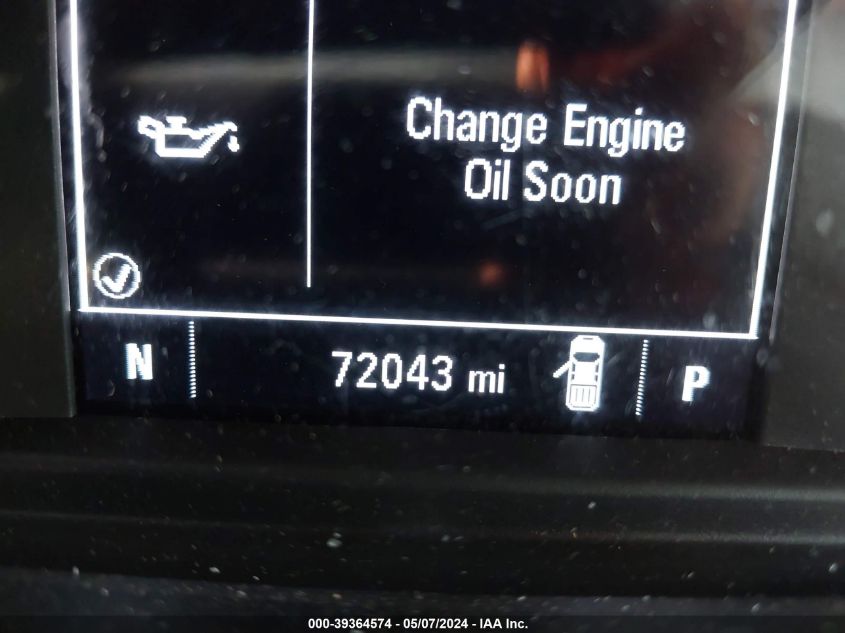 Change Engine
Oil Soon
N 72043 mi P
000-39364574 - 05/07/2024 - IAA Inc.